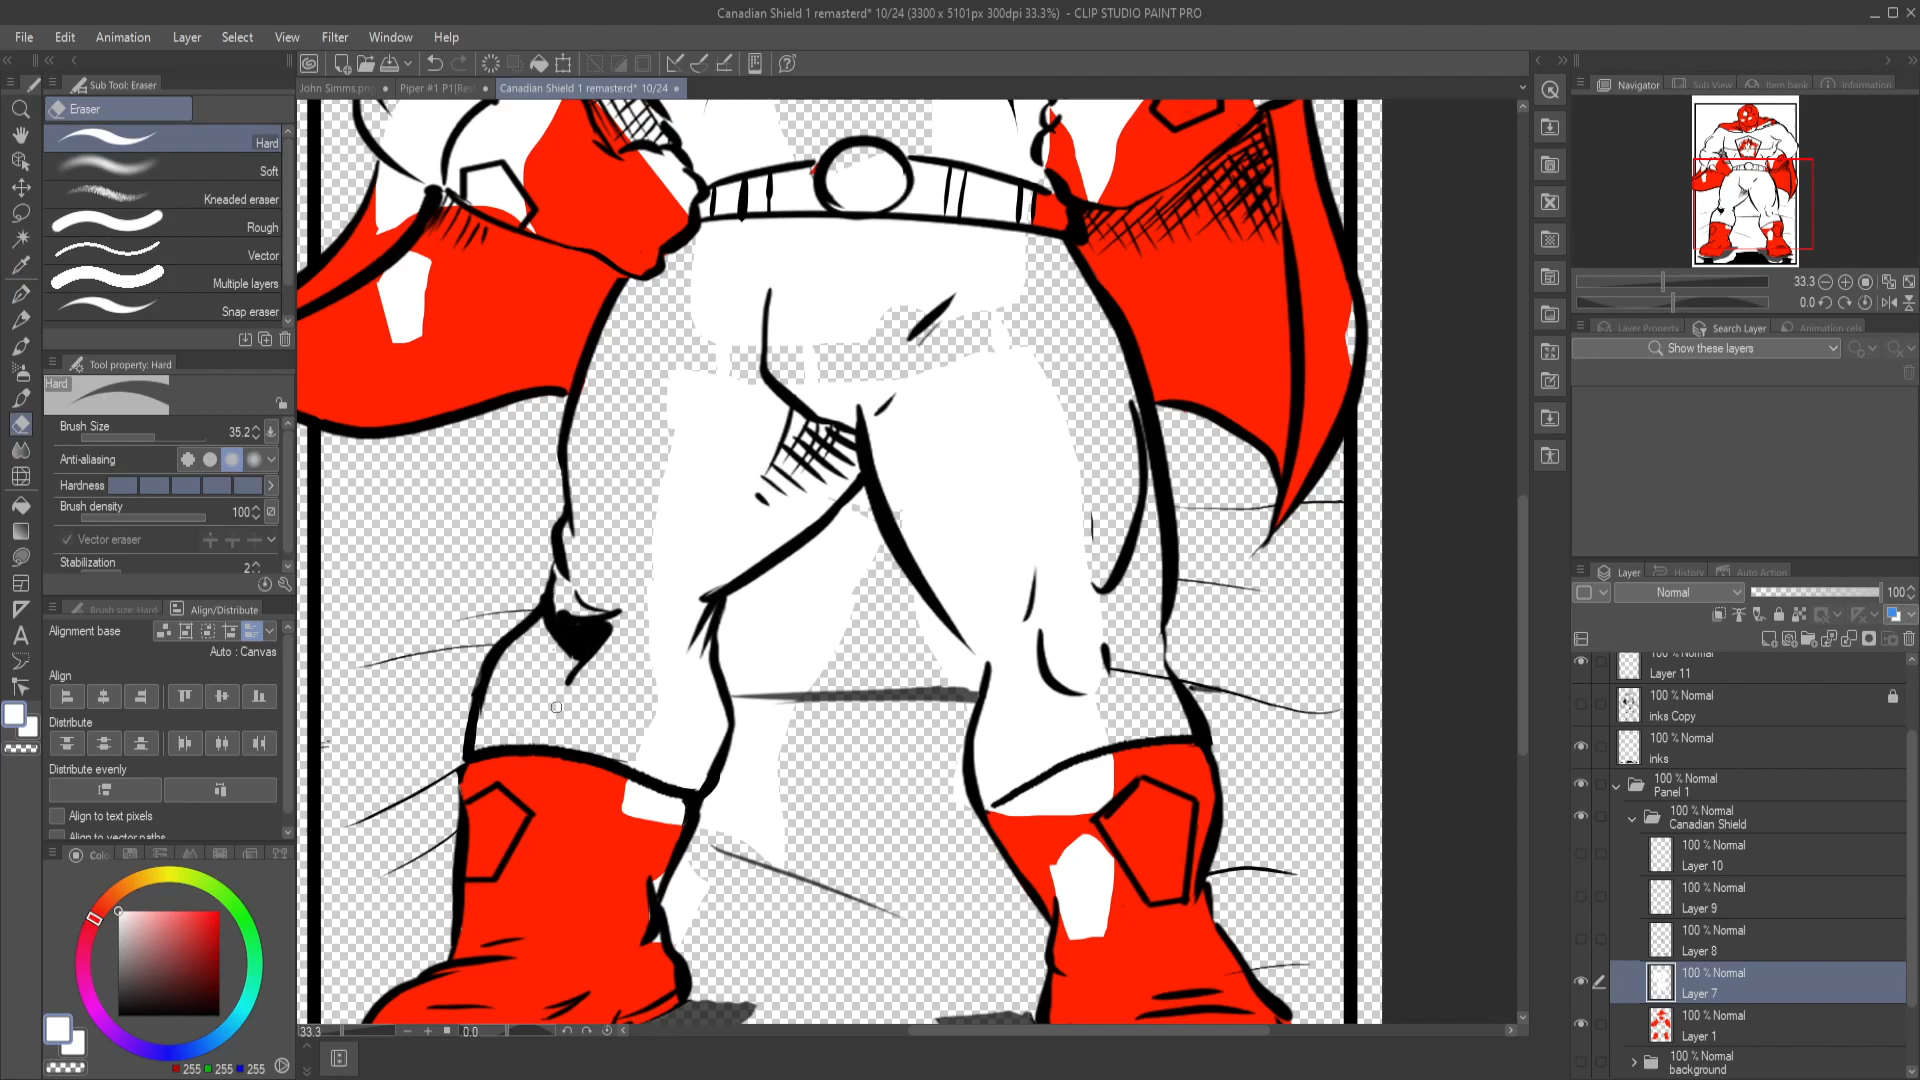 Canadian Shield 1 remasterd* 10/24 (3300 x 5101px 300dpi 33.3%) - CLIP STUDIO PAINT PRO
File Edit Animation Layer Select View Filter Window Help
Sub Tool: Eraser
John Simms.png Piper #1 P1[Res Canadian Shield 1 remasterd* 10/24
Navigator Sub View Item bank Information
Eraser
Hard
Soft
Kneaded eraser
Rough
Vector
Multiple layers
Snap eraser
33.3
0.0
Layer Property Search Layer Animation cels
Show these layers
Tool property: Hard
Hard
Brush Size 35.2
Anti-aliasing
Hardness
Brush density 100
Vector eraser
Stabilization 2
Layer History Auto Action
Normal 100
Brush size: Hard Align/Distribute
Alignment base
Auto : Canvas
Align
Distribute
Distribute evenly
Align to text pixels
Align to vector paths
100 % Normal
Layer 11
100 % Normal
inks Copy
100 % Normal
inks
100 % Normal
Panel 1
100 % Normal
Canadian Shield
100 % Normal
Layer 10
100 % Normal
Layer 9
100 % Normal
Layer 8
100 % Normal
Layer 7
100 % Normal
Layer 1
100 % Normal
background
Colo
255 255 255
33.3 0.0